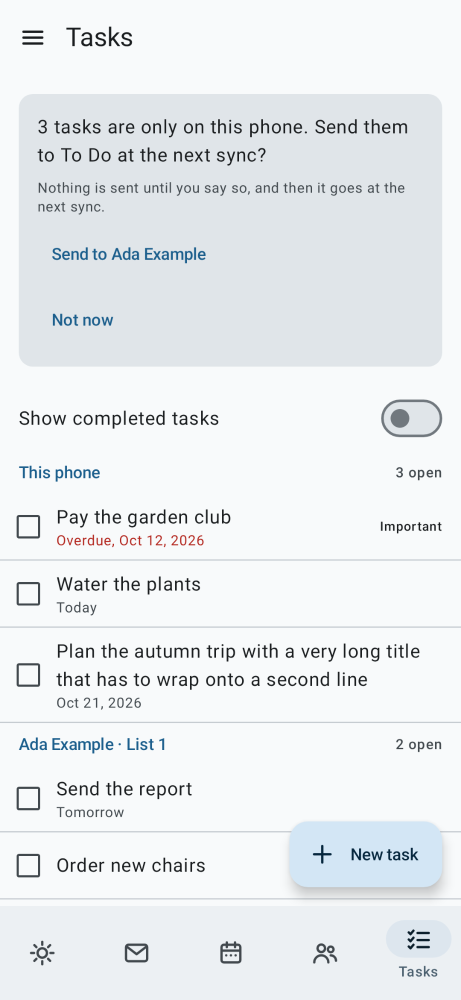 Tasks
3 tasks are only on this phone. Send them
to To Do at the next sync?
Nothing is sent until you say so, and then it goes at the
next sync.
Send to Ada Example
Not now
Show completed tasks
This phone 3 open
Pay the garden club Important
Overdue, Oct 12, 2026
Water the plants
Today
Plan the autumn trip with a very long title
that has to wrap onto a second line
Oct 21, 2026
Ada Example · List 1 2 open
Send the report
Tomorrow
Order new chairs
New task
Tasks